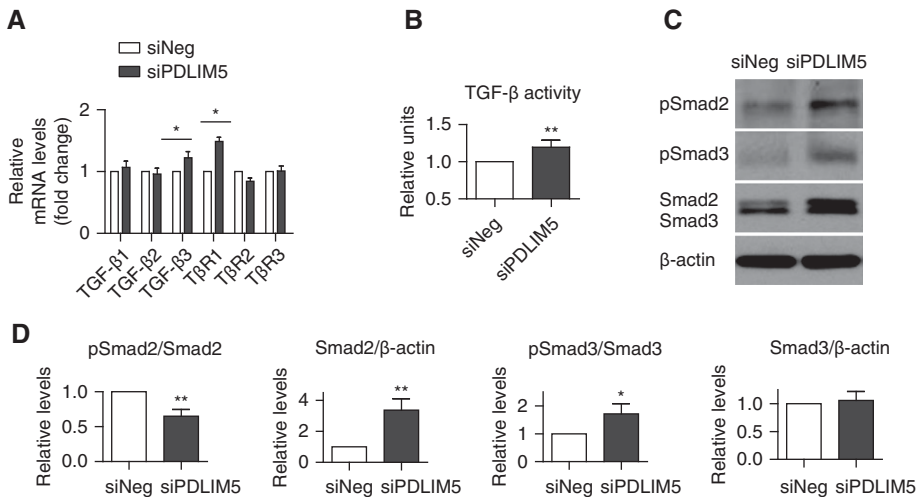 A
siNeg
siPDLIM5
Relative
mRNA levels
(fold change)
2
1
0
*
*
TGF-β1
TGF-β2
TGF-β3
TβR1
TβR2
TβR3
B
TGF-β activity
Relative units
1.5
1.0
0.5
**
siNeg
siPDLIM5
C
siNeg siPDLIM5
pSmad2
pSmad3
Smad2
Smad3
β-actin
D
pSmad2/Smad2
Relative levels
1.0
0.5
0.0
**
siNeg siPDLIM5
Smad2/β-actin
Relative levels
4
2
0
**
siNeg siPDLIM5
pSmad3/Smad3
Relative levels
2
1
0
*
siNeg siPDLIM5
Smad3/β-actin
Relative levels
1.0
0.5
0.0
siNeg siPDLIM5